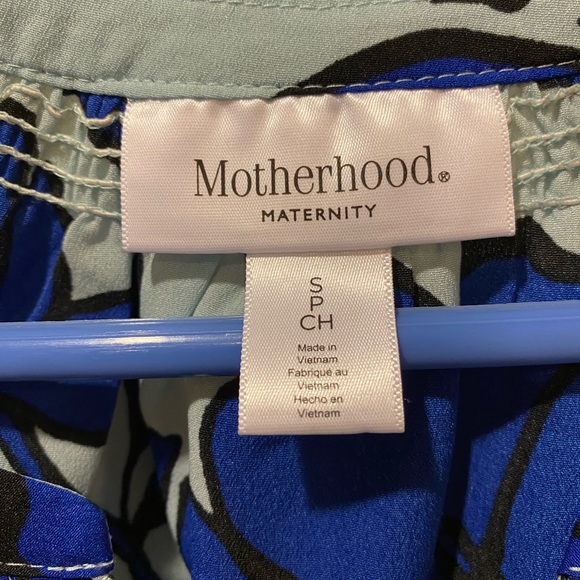 Motherhood®
MATERNITY
S
P
CH
Made in
Vietnam
Fabriqué au
Vietnam
Hecho en
Vietnam